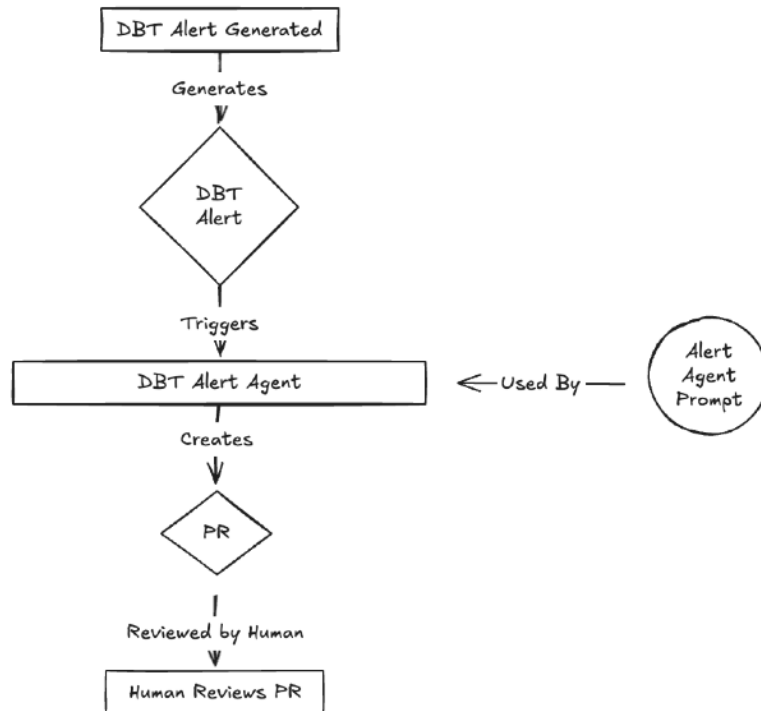 DBT Alert Generated
Generates
DBT
Alert
Triggers
DBT Alert Agent
Used By
Alert
Agent
Prompt
Creates
PR
Reviewed by Human
Human Reviews PR